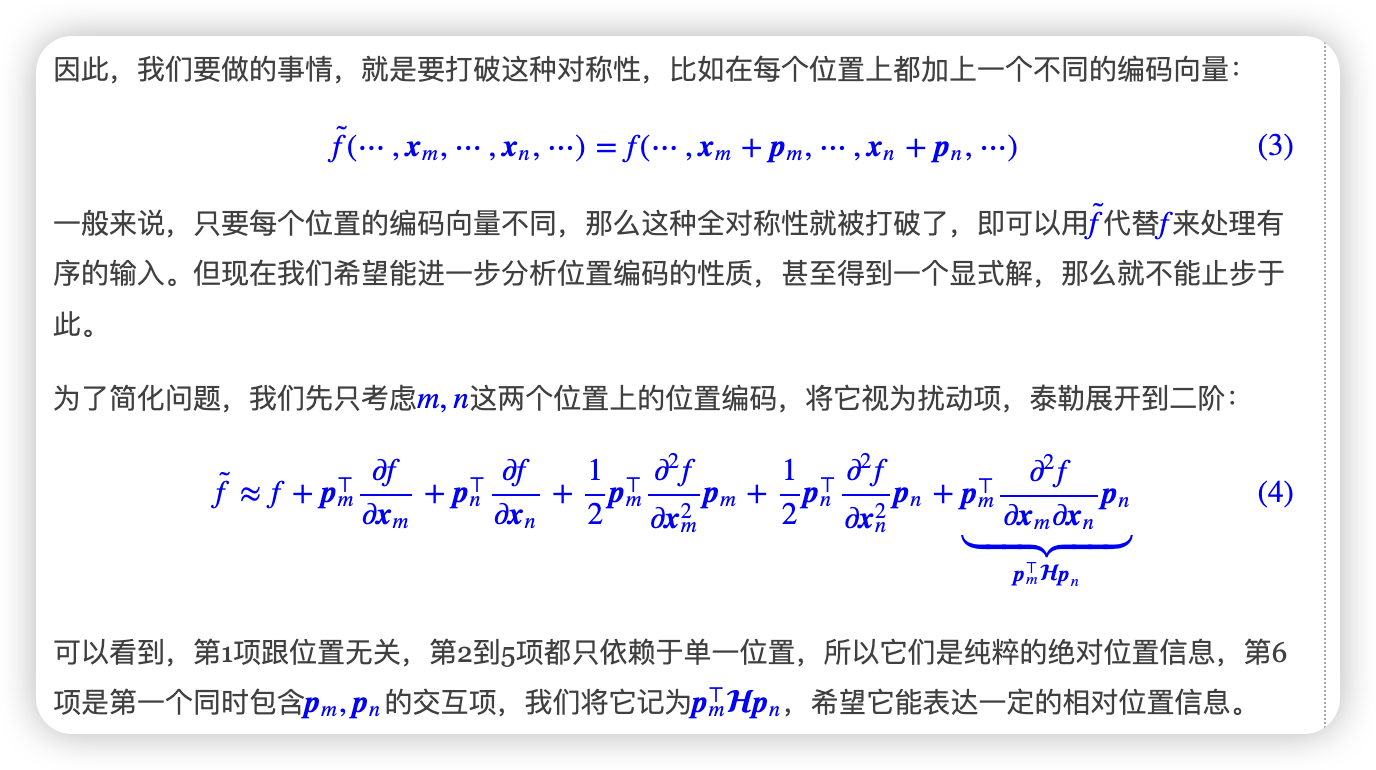 因此，我们要做的事情，就是要打破这种对称性，比如在每个位置上都加上一个不同的编码向量：
$$\tilde{f}(\cdots,\boldsymbol{x}_m,\cdots,\boldsymbol{x}_n,\cdots)=f(\cdots,\boldsymbol{x}_m+\boldsymbol{p}_m,\cdots,\boldsymbol{x}_n+\boldsymbol{p}_n,\cdots)\tag{3}$$
一般来说，只要每个位置的编码向量不同，那么这种全对称性就被打破了，即可以用$\tilde{f}$代替$f$来处理有
序的输入。但现在我们希望能进一步分析位置编码的性质，甚至得到一个显式解，那么就不能止步于
此。
为了简化问题，我们先只考虑$m,n$这两个位置上的位置编码，将它视为扰动项，泰勒展开到二阶：
$$\tilde{f}\approx f+\boldsymbol{p}_m^{\top}\frac{\partial f}{\partial \boldsymbol{x}_m}+\boldsymbol{p}_n^{\top}\frac{\partial f}{\partial \boldsymbol{x}_n}+\frac{1}{2}\boldsymbol{p}_m^{\top}\frac{\partial^2 f}{\partial \boldsymbol{x}_m^2}\boldsymbol{p}_m+\frac{1}{2}\boldsymbol{p}_n^{\top}\frac{\partial^2 f}{\partial \boldsymbol{x}_n^2}\boldsymbol{p}_n+\underbrace{\boldsymbol{p}_m^{\top}\frac{\partial^2 f}{\partial \boldsymbol{x}_m\partial \boldsymbol{x}_n}\boldsymbol{p}_n}_{\boldsymbol{p}_m^{\top}\boldsymbol{\mathcal{H}}\boldsymbol{p}_n}\tag{4}$$
可以看到，第1项跟位置无关，第2到5项都只依赖于单一位置，所以它们是纯粹的绝对位置信息，第6
项是第一个同时包含$\boldsymbol{p}_m,\boldsymbol{p}_n$的交互项，我们将它记为$\boldsymbol{p}_m^{\top}\boldsymbol{\mathcal{H}}\boldsymbol{p}_n$，希望它能表达一定的相对位置信息。